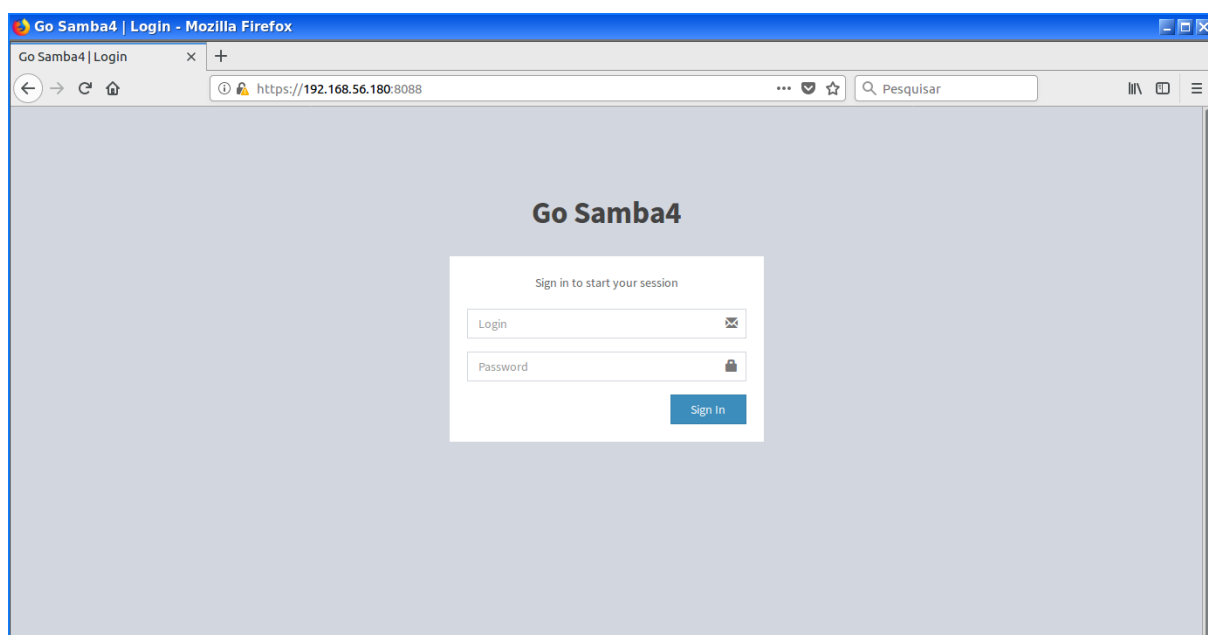 Go Samba4 | Login - Mozilla Firefox
Go Samba4 | Login
https://192.168.56.180:8088
Pesquisar
Go Samba4
Sign in to start your session
Login
Password
Sign In